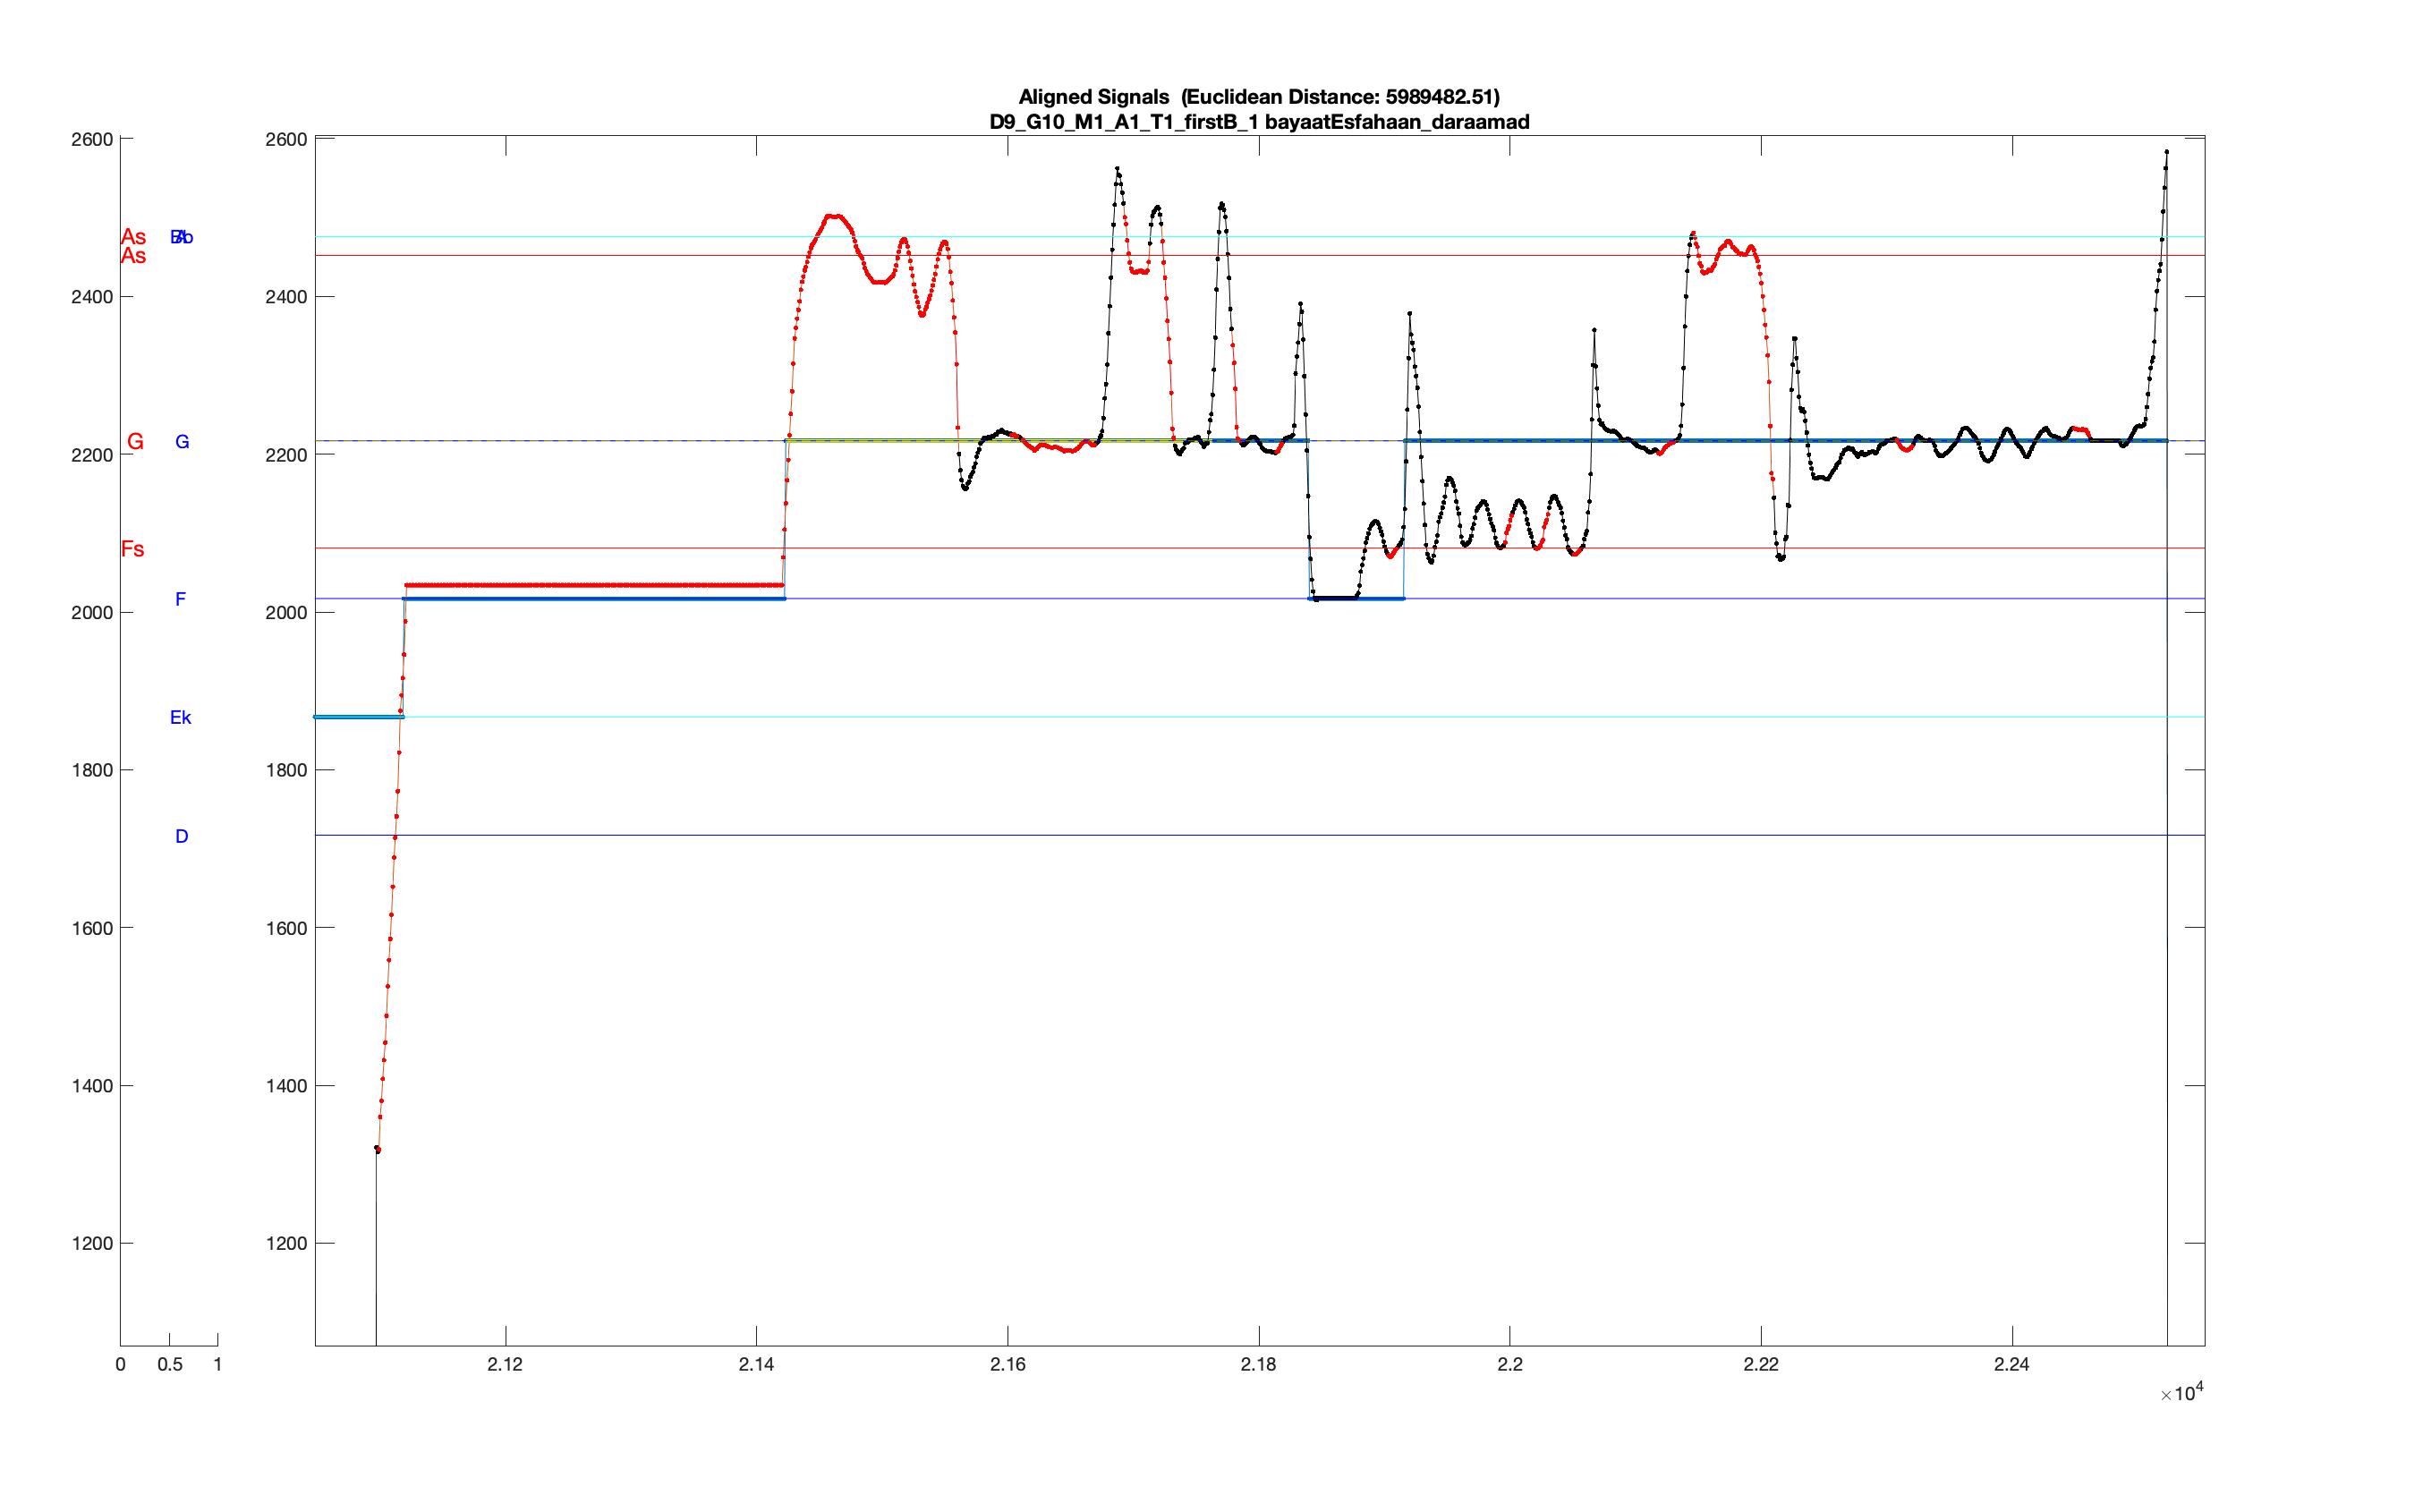 Aligned Signals (Euclidean Distance: 5989482.51)
D9_G10_M1_A1_T1_firstB_1 bayaatEsfahaan_daraamad
2600
2600
As
As
2400
2400
G
G
2200
2200
Fs
F
2000
2000
Ek
1800
1800
D
1600
1600
1400
1400
1200
1200
0 0.5 1
2.12 2.14 2.16 2.18 2.2 2.22 2.24
×10⁴